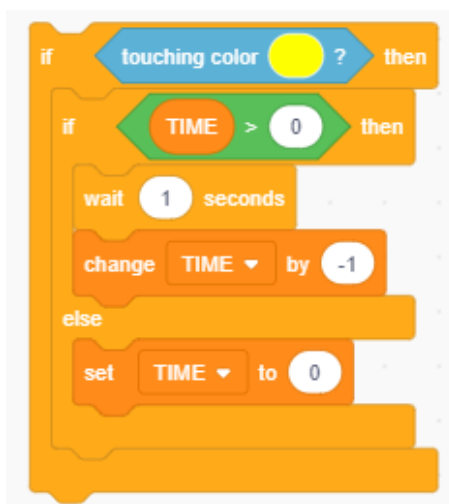 if touching color ? then
if TIME > 0 then
wait 1 seconds
change TIME by -1
else
set TIME to 0